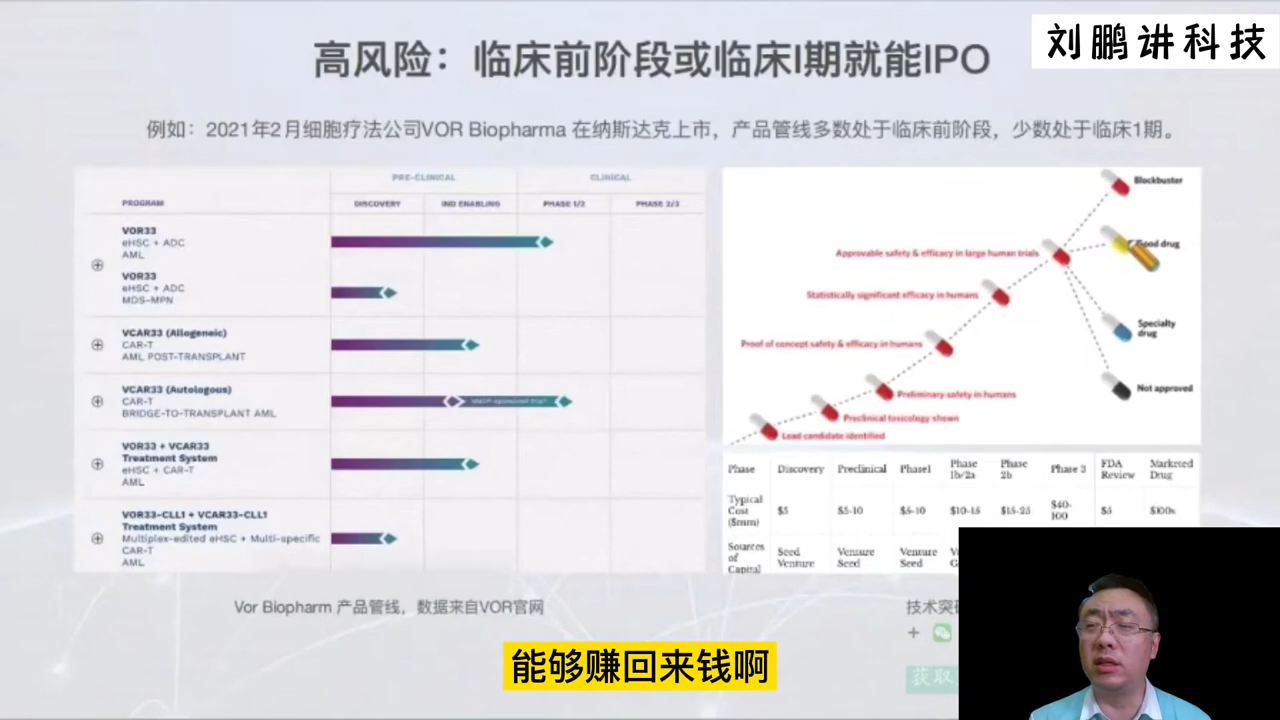 刘鹏讲科技
高风险：临床前阶段或临床I期就能IPO
例如：2021年2月细胞疗法公司VOR Biopharma 在纳斯达克上市，产品管线多数处于临床前阶段，少数处于临床1期。
PRE-CLINICAL
CLINICAL
PROGRAM
DISCOVERY
IND ENABLING
PHASE 1/2
PHASE 2/3
VOR33
eHSC + ADC
AML
VOR33
eHSC + ADC
MDS-MPN
VCAR33 (Allogeneic)
CAR-T
AML POST-TRANSPLANT
VCAR33 (Autologous)
CAR-T
BRIDGE-TO-TRANSPLANT AML
VOR33 + VCAR33
Treatment System
eHSC + CAR-T
AML
VOR33-CLL1 + VCAR33-CLL1
Treatment System
Multiplex-edited eHSC + Multi-specific
CAR-T
AML
Blockbuster
Good drug
Approvable safety & efficacy in large human trials
Statistically significant efficacy in humans
Specialty
drug
Proof of concept safety & efficacy in humans
Not approved
Preliminary safety in humans
Preclinical toxicology shown
Lead candidate identified
Phase Discovery Preclinical Phase1 Phase 1b/2a Phase 2b Phase 3 FDA Review Marketed Drug
Typical Cost ($mm) $5 $5-10 $5-10 $10-15 $15-25 $40-100 $5 $100s
Sources of Capital Seed Venture Venture Seed Venture Seed
Vor Biopharm 产品管线，数据来自VOR官网
技术突
+
获取
能够赚回来钱啊